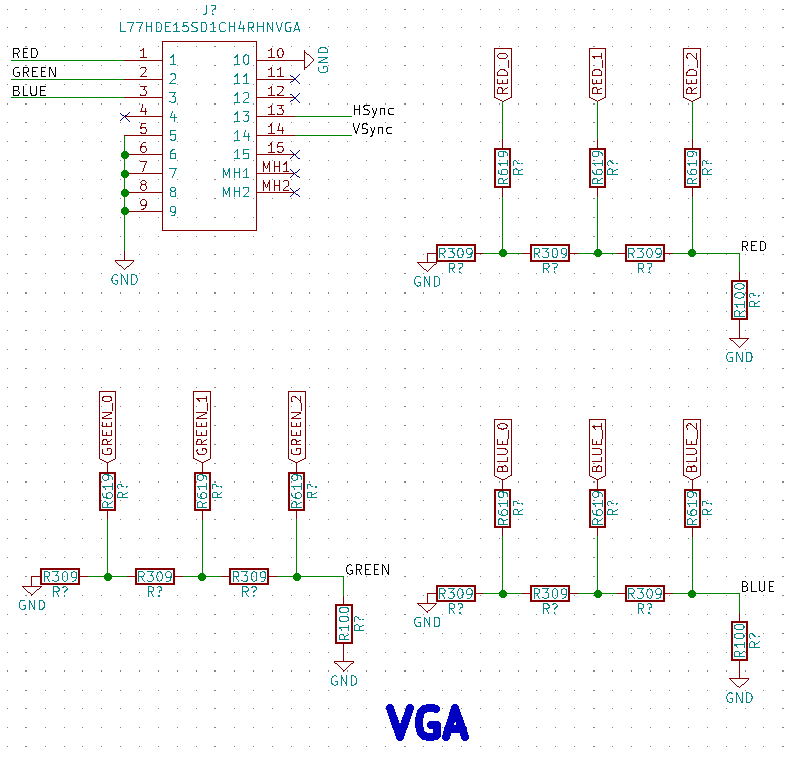 J?
L77HDE15SD1CH4RHNVGA
RED 1 1 10 10 GND
GREEN 2 2 11 11
BLUE 3 3 12 12
4 4 13 13 HSync
5 5 14 14 VSync
6 6 15 15
7 7 MH1 MH1
8 8 MH2 MH2
9 9
GND
RED_0 RED_1 RED_2
R619 R? R619 R? R619 R?
R309 R309 R309 RED
R? R? R?
GND
R100 R?
GND
GREEN_0 GREEN_1 GREEN_2
R619 R? R619 R? R619 R?
R309 R309 R309 GREEN
R? R? R?
GND
R100 R?
GND
BLUE_0 BLUE_1 BLUE_2
R619 R? R619 R? R619 R?
R309 R309 R309 BLUE
R? R? R?
GND
R100 R?
GND
VGA